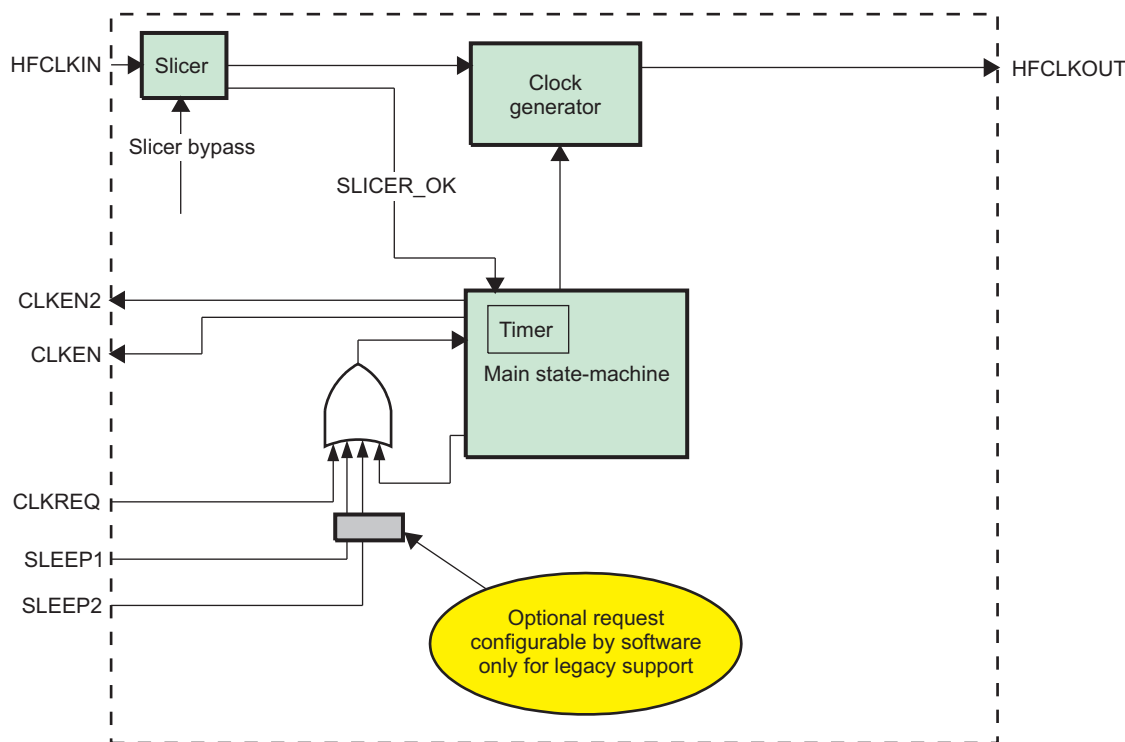 HFCLKIN
Slicer
Clock
generator
HFCLKOUT
Slicer bypass
SLICER_OK
CLKEN2
CLKEN
Timer
Main state-machine
CLKREQ
SLEEP1
SLEEP2
Optional request
configurable by software
only for legacy support